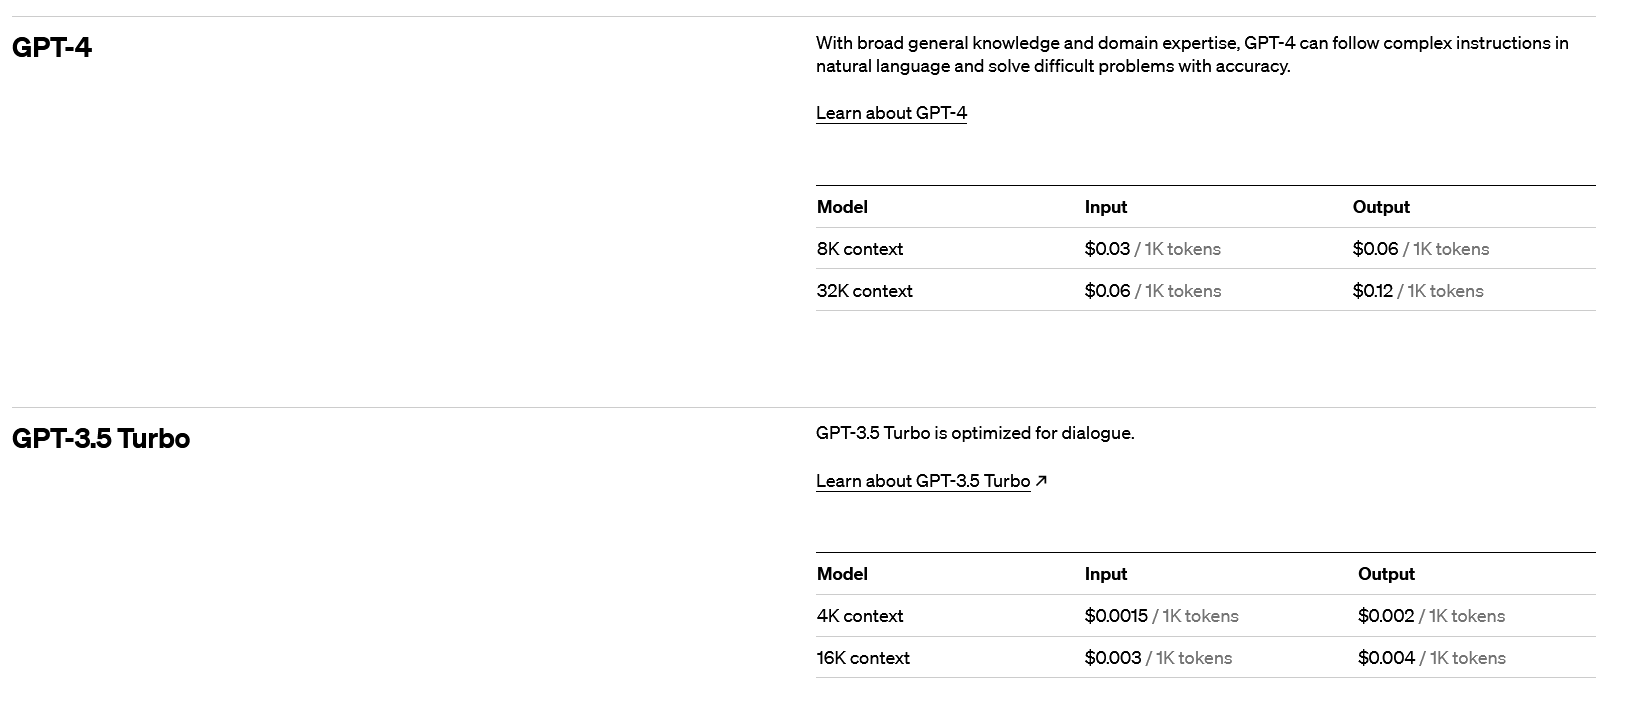 GPT-4
With broad general knowledge and domain expertise, GPT-4 can follow complex instructions in
natural language and solve difficult problems with accuracy.
Learn about GPT-4
Model Input Output
8K context $0.03 / 1K tokens $0.06 / 1K tokens
32K context $0.06 / 1K tokens $0.12 / 1K tokens
GPT-3.5 Turbo
GPT-3.5 Turbo is optimized for dialogue.
Learn about GPT-3.5 Turbo ↗
Model Input Output
4K context $0.0015 / 1K tokens $0.002 / 1K tokens
16K context $0.003 / 1K tokens $0.004 / 1K tokens